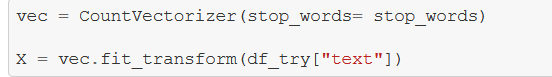 vec = CountVectorizer(stop_words= stop_words)
X = vec.fit_transform(df_try["text"])